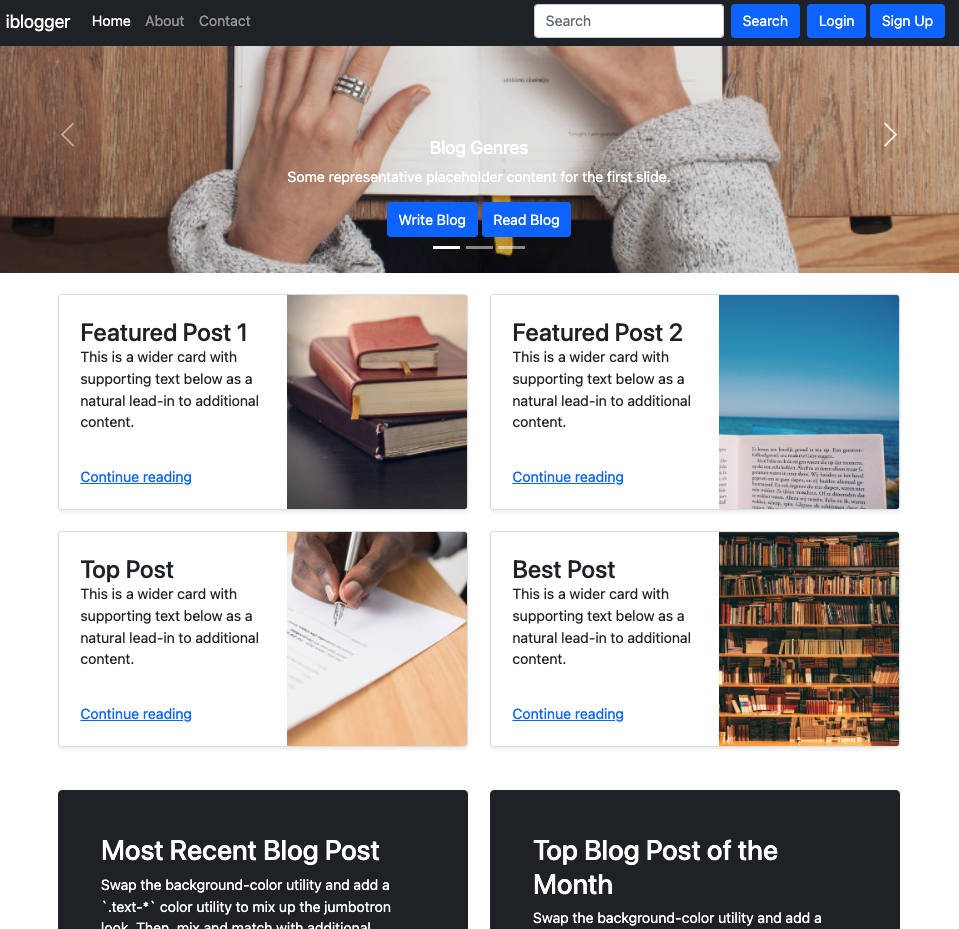 iblogger Home About Contact Search Search Login Sign Up
LESSONS LEARNED
Blog Genres
Some representative placeholder content for the first slide.
Write Blog Read Blog
Featured Post 1
This is a wider card with
supporting text below as a
natural lead-in to additional
content.
Continue reading
Featured Post 2
This is a wider card with
supporting text below as a
natural lead-in to additional
content.
Continue reading
Top Post
This is a wider card with
supporting text below as a
natural lead-in to additional
content.
Continue reading
Best Post
This is a wider card with
supporting text below as a
natural lead-in to additional
content.
Continue reading
Most Recent Blog Post
Swap the background-color utility and add a
`.text-*` color utility to mix up the jumbotron
look. Then, mix and match with additional
Top Blog Post of the
Month
Swap the background-color utility and add a